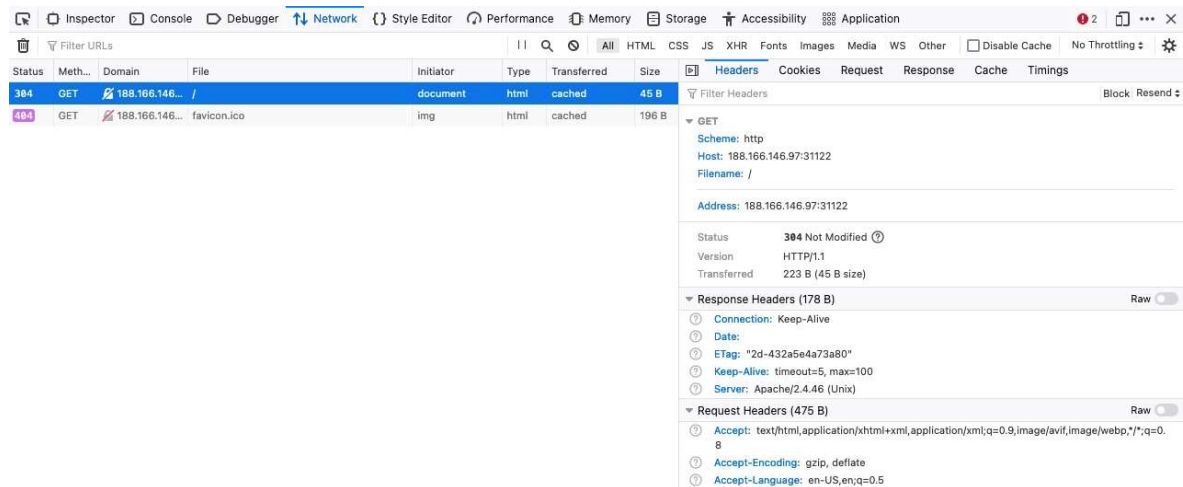 Inspector Console Debugger Network Style Editor Performance Memory Storage Accessibility Application 2
Filter URLs All HTML CSS JS XHR Fonts Images Media WS Other Disable Cache No Throttling
Status Meth... Domain File Initiator Type Transferred Size
304 GET 188.166.146... / document html cached 45 B
404 GET 188.166.146... favicon.ico img html cached 196 B
Headers Cookies Request Response Cache Timings
Filter Headers Block Resend
GET
Scheme: http
Host: 188.166.146.97:31122
Filename: /
Address: 188.166.146.97:31122
Status 304 Not Modified
Version HTTP/1.1
Transferred 223 B (45 B size)
Response Headers (178 B) Raw
Connection: Keep-Alive
Date:
ETag: "2d-432a5e4a73a80"
Keep-Alive: timeout=5, max=100
Server: Apache/2.4.46 (Unix)
Request Headers (475 B) Raw
Accept: text/html,application/xhtml+xml,application/xml;q=0.9,image/avif,image/webp,*/*;q=0.
8
Accept-Encoding: gzip, deflate
Accept-Language: en-US,en;q=0.5